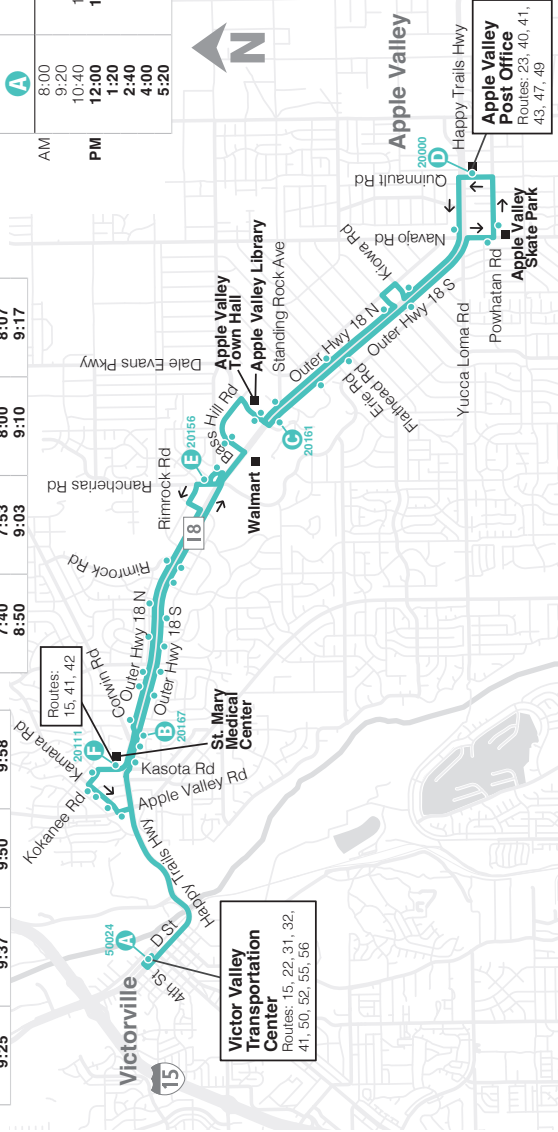 9:25
9:37
9:50
9:58
7:40
8:50
7:53
9:03
8:00
9:10
8:07
9:17
A
AM
8:00
9:20
10:40
PM
12:00
1:20
2:40
4:00
5:20
N
Victorville
15
50024
A
4th St
D St
Victor Valley
Transportation
Center
Routes: 15, 22, 31, 32,
41, 50, 52, 55, 56
Happy Trails Hwy
Kokanee Rd
Kamana Rd
Apple Valley Rd
Kasota Rd
20111
F
Routes:
15, 41, 42
St. Mary
Medical
Center
B
20167
Corwin Rd
Outer Hwy 18 N
Outer Hwy 18 S
Rimrock Rd
18
Rimrock Rd
Rancherias Rd
E
20156
Bass Hill Rd
Walmart
Dale Evans Pkwy
Apple Valley
Town Hall
Apple Valley Library
Standing Rock Ave
C
20161
Outer Hwy 18 N
Outer Hwy 18 S
Erie Rd
Flathead Rd
Kiowa Rd
Yucca Loma Rd
Navajo Rd
Powhatan Rd
Apple Valley
Skate Park
Quinnault Rd
D
20000
Apple Valley
Happy Trails Hwy
Apple Valley
Post Office
Routes: 23, 40, 41,
43, 47, 49